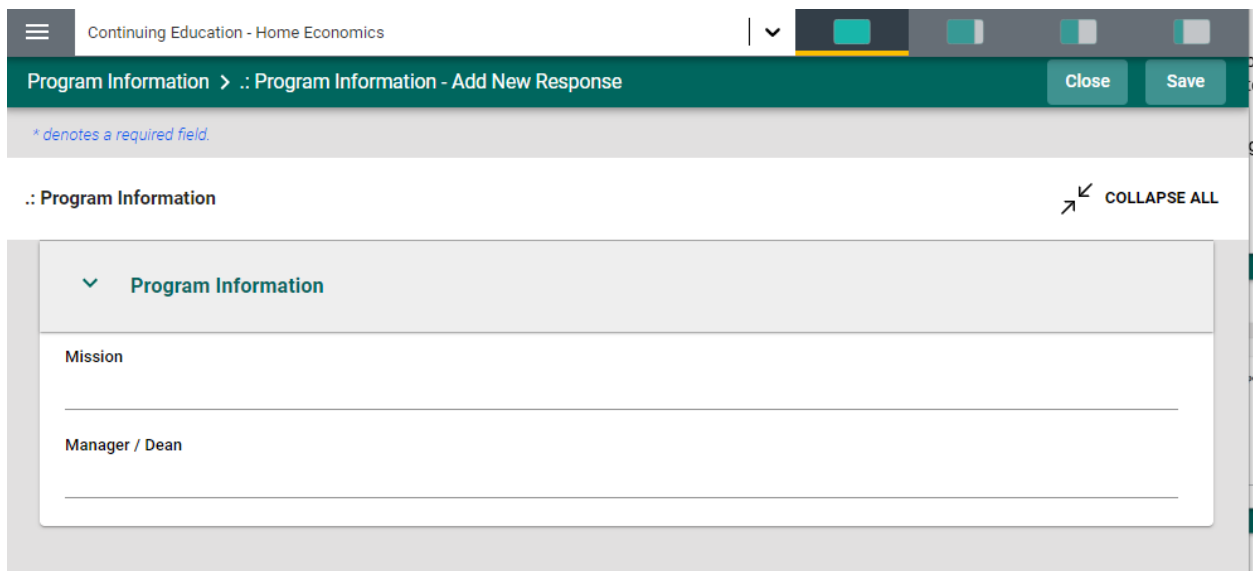 Continuing Education - Home Economics
Program Information > .: Program Information - Add New Response
Close
Save
* denotes a required field.
.: Program Information
COLLAPSE ALL
Program Information
Mission
Manager / Dean